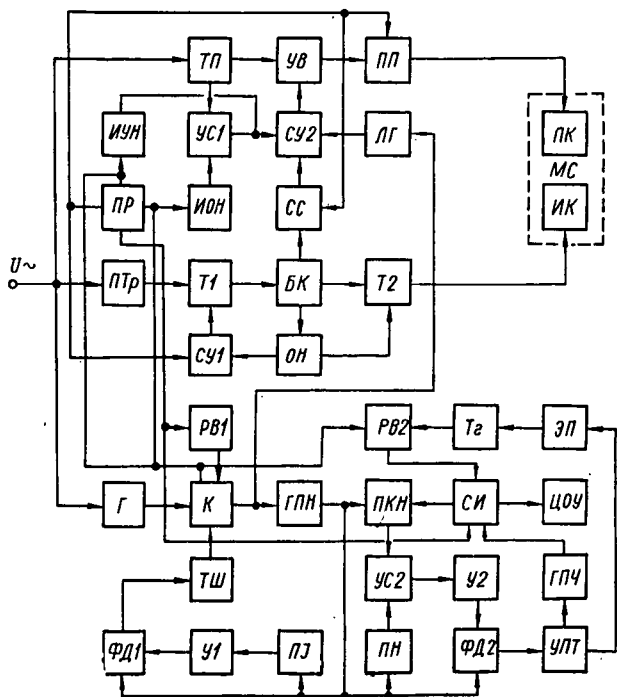 ТП УВ ПП
ИУН УС1 СУ2 ЛГ ПК
МС
ПР ИОН СС ИК
U~ ПТр Т1 БК Т2
СУ1 ОН
РВ1 РВ2 Тг ЭП
Г К ГПН ПКН СИ ЦОУ
ТШ УС2 У2 ГПЧ
ФД1 У1 ПЗ ПН ФД2 УПТ